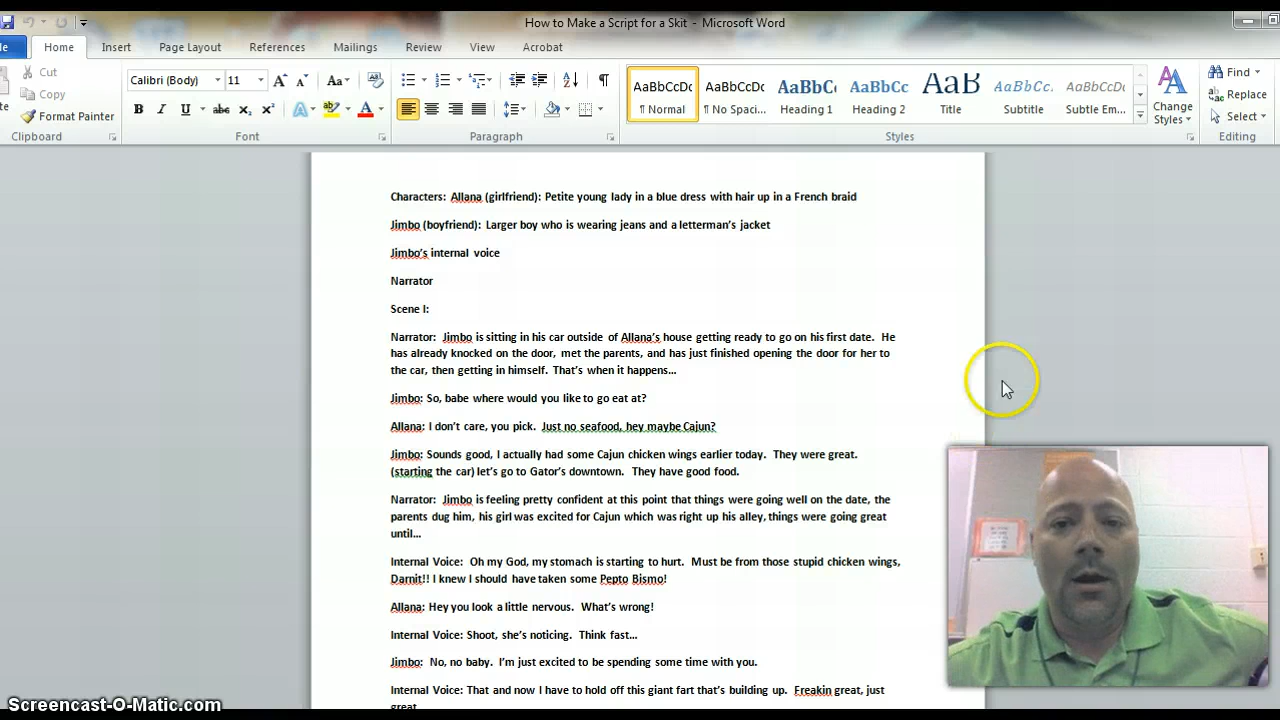 How to Make a Script for a Skit - Microsoft Word
Home Insert Page Layout References Mailings Review View Acrobat
Cut
Copy
Format Painter
Clipboard
Calibri (Body) 11
Font
Paragraph
AaBbCcDc AaBbCcDc AaBbC AaBbCc AaB AaBbCc. AaBbCcDc
¶ Normal ¶ No Spaci... Heading 1 Heading 2 Title Subtitle Subtle Em...
Change Styles
Styles
Find
Replace
Select
Editing
Characters: Allana (girlfriend): Petite young lady in a blue dress with hair up in a French braid
Jimbo (boyfriend): Larger boy who is wearing jeans and a letterman's jacket
Jimbo's internal voice
Narrator
Scene I:
Narrator: Jimbo is sitting in his car outside of Allana's house getting ready to go on his first date. He
has already knocked on the door, met the parents, and has just finished opening the door for her to
the car, then getting in himself. That's when it happens...
Jimbo: So, babe where would you like to go eat at?
Allana: I don't care, you pick. Just no seafood, hey maybe Cajun?
Jimbo: Sounds good, I actually had some Cajun chicken wings earlier today. They were great.
(starting the car) let's go to Gator's downtown. They have good food.
Narrator: Jimbo is feeling pretty confident at this point that things were going well on the date, the
parents dug him, his girl was excited for Cajun which was right up his alley, things were going great
until...
Internal Voice: Oh my God, my stomach is starting to hurt. Must be from those stupid chicken wings,
Darnit!! I knew I should have taken some Pepto Bismo!
Allana: Hey you look a little nervous. What's wrong!
Internal Voice: Shoot, she's noticing. Think fast...
Jimbo: No, no baby. I'm just excited to be spending some time with you.
Internal Voice: That and now I have to hold off this giant fart that's building up. Freakin great, just
great
Screencast-O-Matic.com